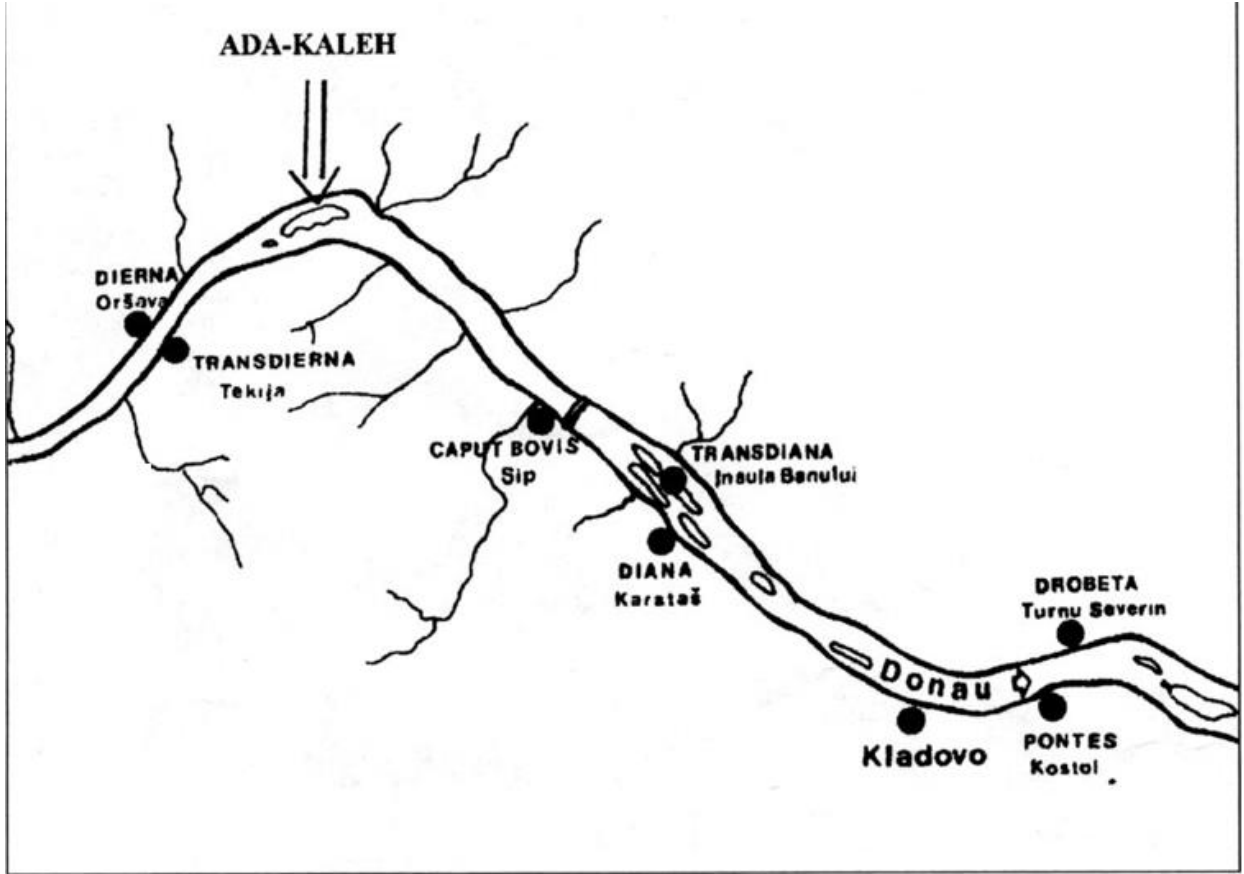 ADA-KALEH
DIERNA
Oršava
TRANSDIERNA
Tekija
CAPUT BOVIS
Sip
TRANSDIANA
Insula Banului
DIANA
Karataš
DROBETA
Turnu Severin
Donau
Kladovo
PONTES
Kostol